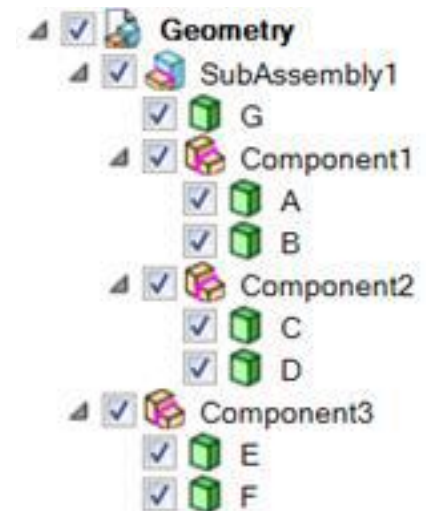 Geometry
SubAssembly1
G
Component1
A
B
Component2
C
D
Component3
E
F